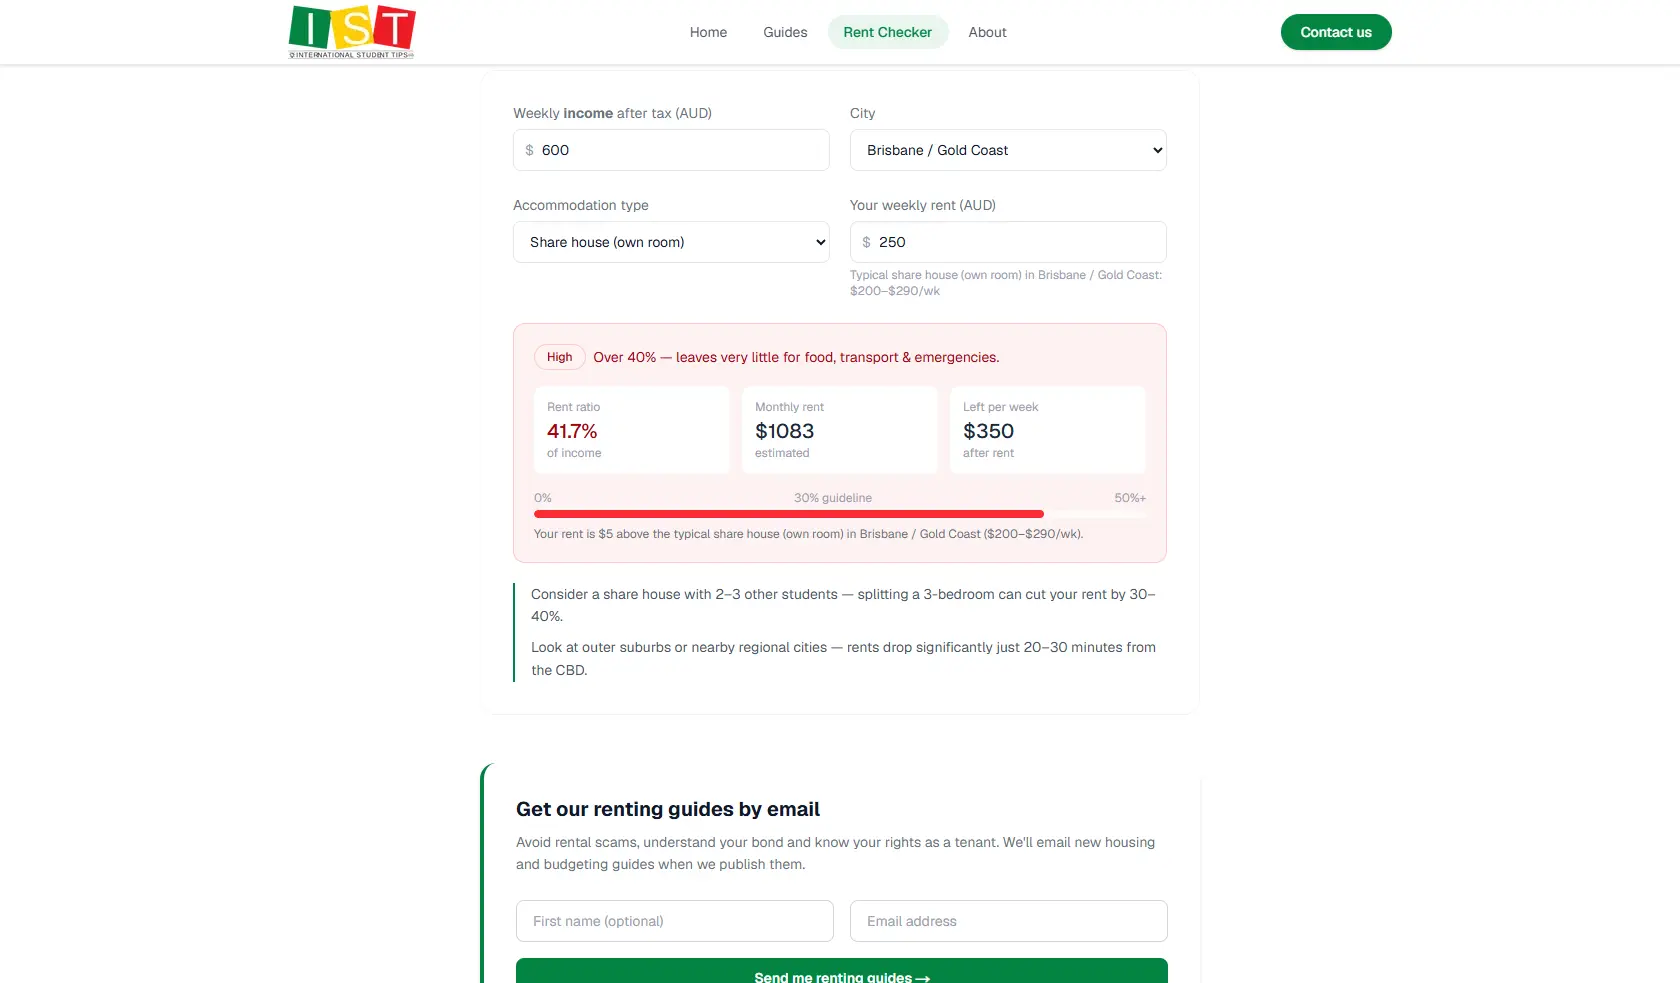 IST
INTERNATIONAL STUDENT TIPS
Home
Guides
Rent Checker
About
Contact us
Weekly income after tax (AUD)
City
$ 600
Brisbane / Gold Coast
Accommodation type
Your weekly rent (AUD)
Share house (own room)
$ 250
Typical share house (own room) in Brisbane / Gold Coast:
$200–$290/wk
High
Over 40% — leaves very little for food, transport & emergencies.
Rent ratio
41.7%
of income
Monthly rent
$1083
estimated
Left per week
$350
after rent
0%
30% guideline
50%+
Your rent is $5 above the typical share house (own room) in Brisbane / Gold Coast ($200–$290/wk).
Consider a share house with 2–3 other students — splitting a 3-bedroom can cut your rent by 30–
40%.
Look at outer suburbs or nearby regional cities — rents drop significantly just 20–30 minutes from
the CBD.
Get our renting guides by email
Avoid rental scams, understand your bond and know your rights as a tenant. We'll email new housing
and budgeting guides when we publish them.
First name (optional)
Email address
Send me renting guides →